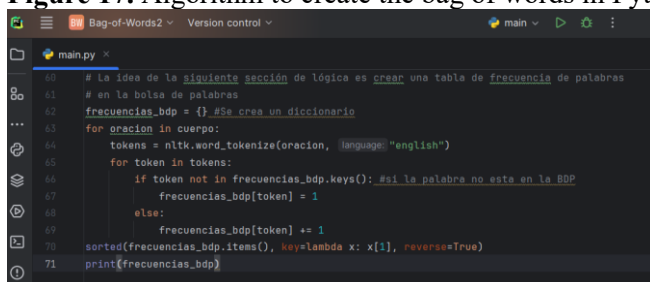 Figure 17. Algorithm to create the bag of words in Pyt
BW Bag-of-Words2 Version control main
main.py
60 # La idea de la siguiente sección de lógica es crear una tabla de frecuencia de palabras
61 # en la bolsa de palabras
62 frecuencias_bdp = {} #Se crea un diccionario
63 for oracion in cuerpo:
64 tokens = nltk.word_tokenize(oracion, language: "english")
65 for token in tokens:
66 if token not in frecuencias_bdp.keys(): #si la palabra no esta en la BDP
67 frecuencias_bdp[token] = 1
68 else:
69 frecuencias_bdp[token] += 1
70 sorted(frecuencias_bdp.items(), key=lambda x: x[1], reverse=True)
71 print(frecuencias_bdp)